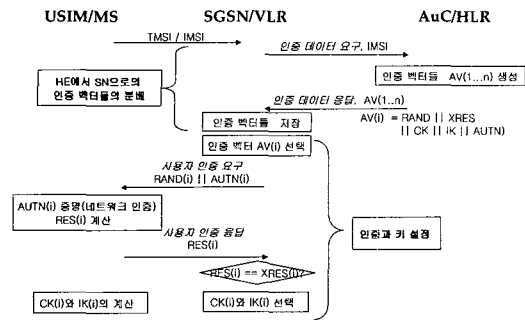 USIM/MS SGSN/VLR AuC/HLR
TMSI / IMSI
인증 데이터 요구, IMSI
인증 벡터들 AV(1...n) 생성
HE에서 SN으로의
인증 벡터들의 분배
인증 데이터 응답, AV(1...n)
인증 벡터들 저장
AV(i) = RAND || XRES
|| CK || IK || AUTN)
인증 벡터 AV(i) 선택
사용자 인증 요구
RAND(i) || AUTN(i)
AUTN(i) 증명(네트워크 인증)
RES(i) 계산
인증과 키 설정
사용자 인증 응답
RES(i)
RES(i) == XRES(i)?
CK(i)와 IK(i)의 계산
CK(i)와 IK(i) 선택